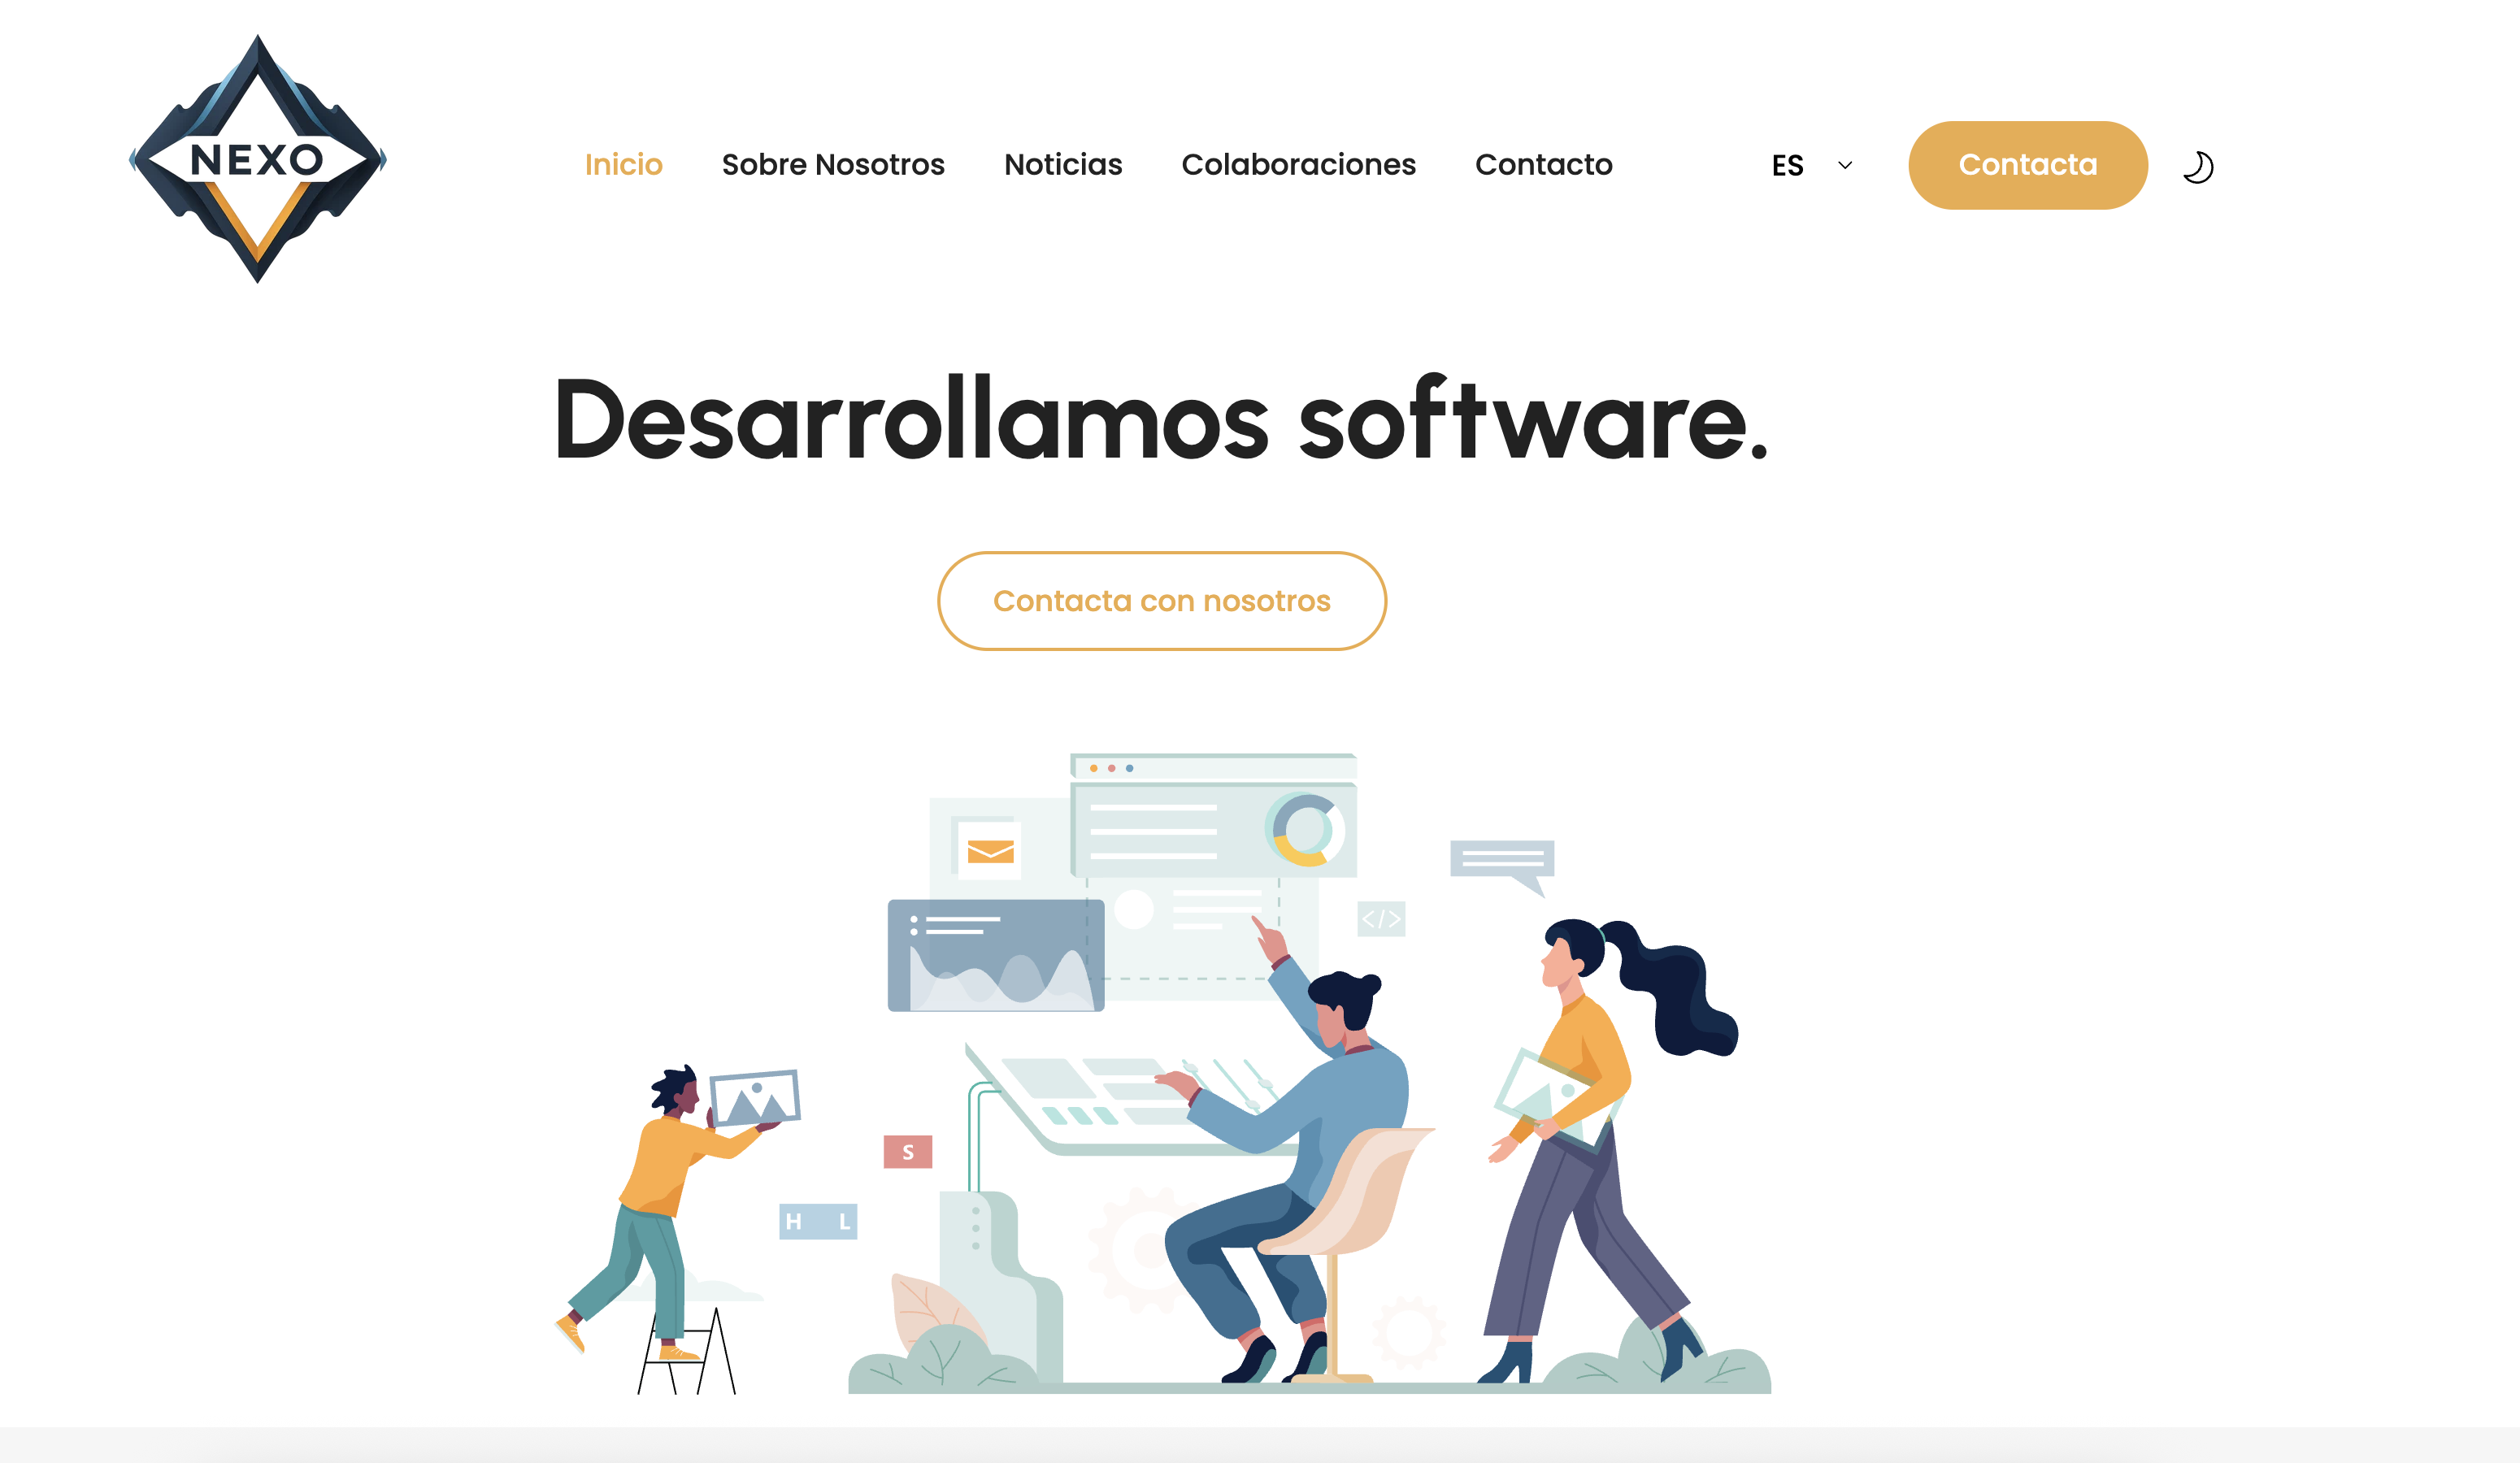 NEXO
Inicio Sobre Nosotros Noticias Colaboraciones Contacto ES Contacta
Desarrollamos software.
Contacta con nosotros
</>
S
H L